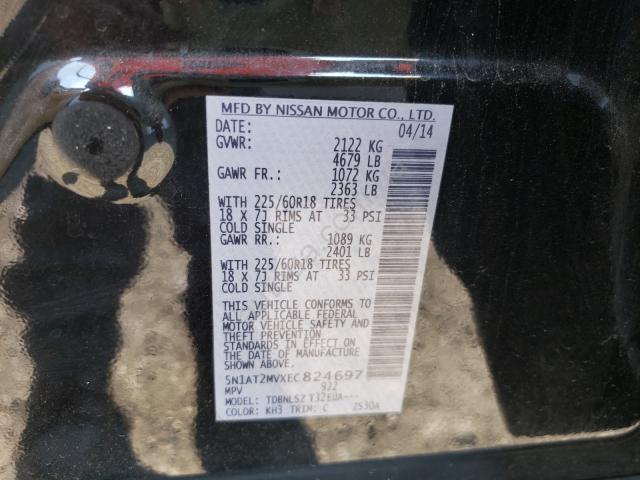 MFD BY NISSAN MOTOR CO., LTD.
DATE: 04/14
GVWR: 2122 KG
4679 LB
GAWR FR.: 1072 KG
2363 LB
WITH 225/60R18 TIRES
18 X 7J RIMS AT 33 PSI
COLD SINGLE
GAWR RR.: 1089 KG
2401 LB
WITH 225/60R18 TIRES
18 X 7J RIMS AT 33 PSI
COLD SINGLE
THIS VEHICLE CONFORMS TO
ALL APPLICABLE FEDERAL
MOTOR VEHICLE SAFETY AND
THEFT PREVENTION
STANDARDS IN EFFECT ON THE
DATE OF MANUFACTURE
SHOWN ABOVE.
5N1AT2MVXEC824697
MPV 922
MODEL:
COLOR: KH3 TRIM: C 2530A